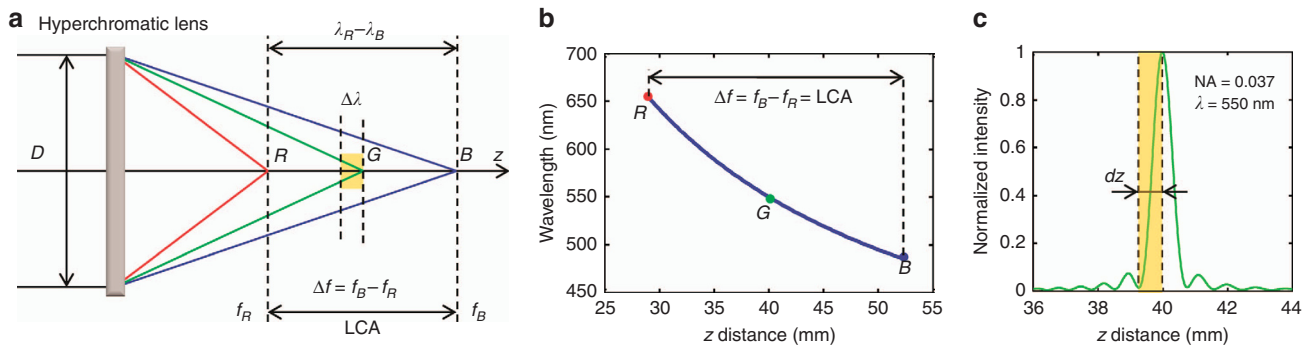 a
Hyperchromatic lens
λR–λB
Δλ
D
R
G
B
z
Δf = fB–fR
fR
LCA
fB
b
700
650
600
550
500
450
Wavelength (nm)
Δf = fB–fR = LCA
R
G
B
25 30 35 40 45 50 55
z distance (mm)
c
1
0.8
0.6
0.4
0.2
0
Normalized intensity
NA = 0.037
λ = 550 nm
dz
36 38 40 42 44
z distance (mm)